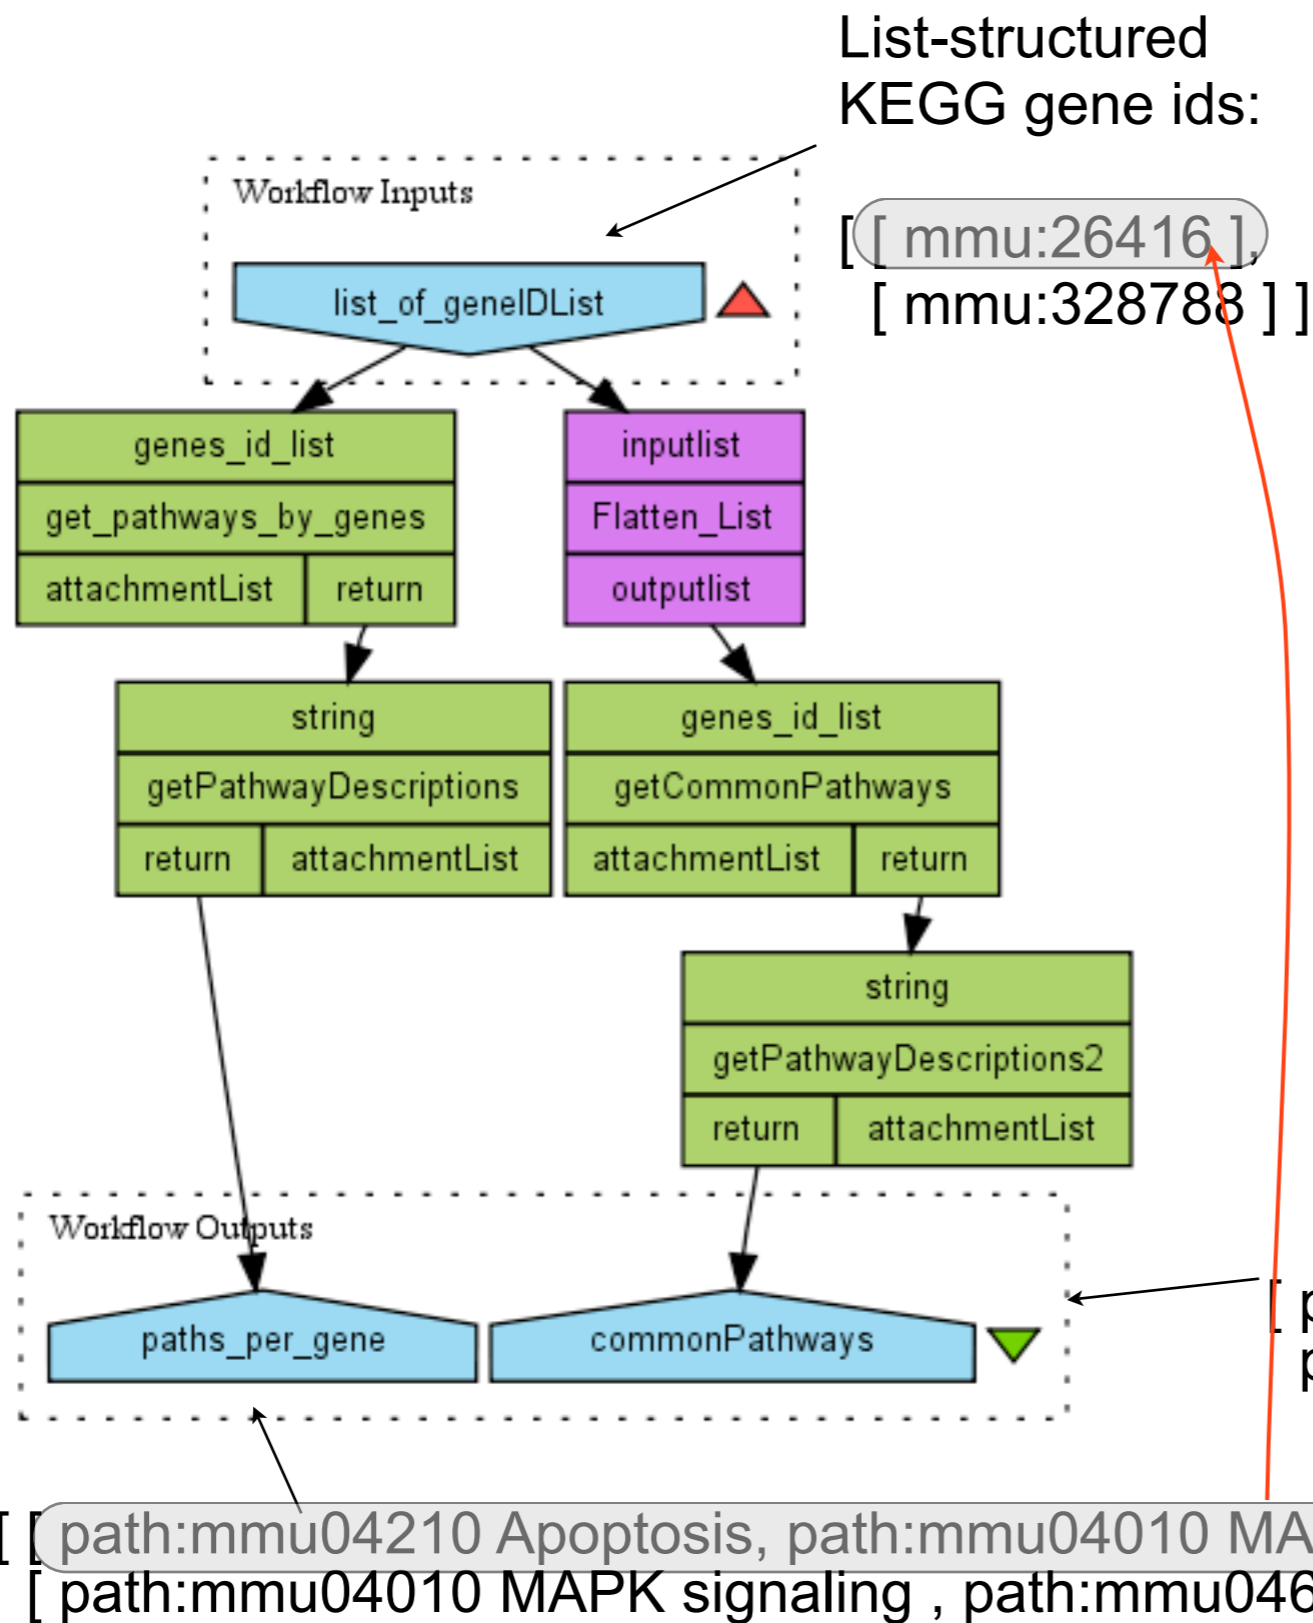 List-structured
KEGG gene ids:
Workflow Inputs
[ [ mmu:26416 ],
[ mmu:328788 ] ]
list_of_geneIDList
genes_id_list
inputlist
get_pathways_by_genes
Flatten_List
attachmentList return
outputlist
string
genes_id_list
getPathwayDescriptions
getCommonPathways
return attachmentList
attachmentList return
string
getPathwayDescriptions2
return attachmentList
Workflow Outputs
[ p
p
paths_per_gene
commonPathways
[ [ path:mmu04210 Apoptosis, path:mmu04010 MA
[ path:mmu04010 MAPK signaling , path:mmu046